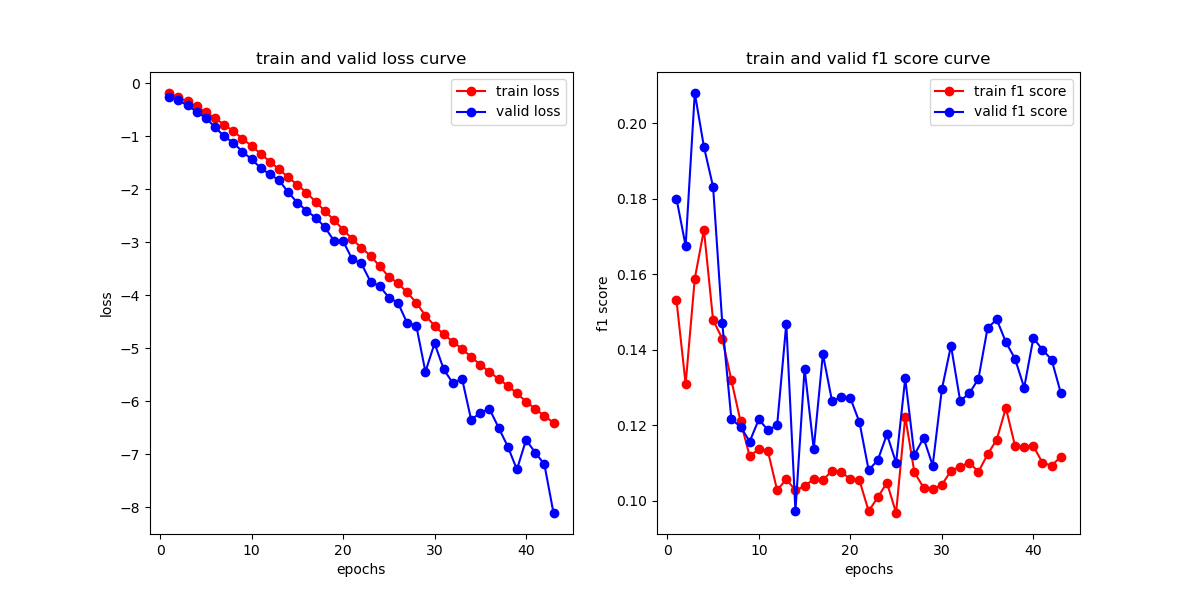 train and valid loss curve
train loss
valid loss
0
−1
−2
−3
−4
−5
−6
−7
−8
loss
0
10
20
30
40
epochs
train and valid f1 score curve
train f1 score
valid f1 score
0.20
0.18
0.16
0.14
0.12
0.10
f1 score
0
10
20
30
40
epochs